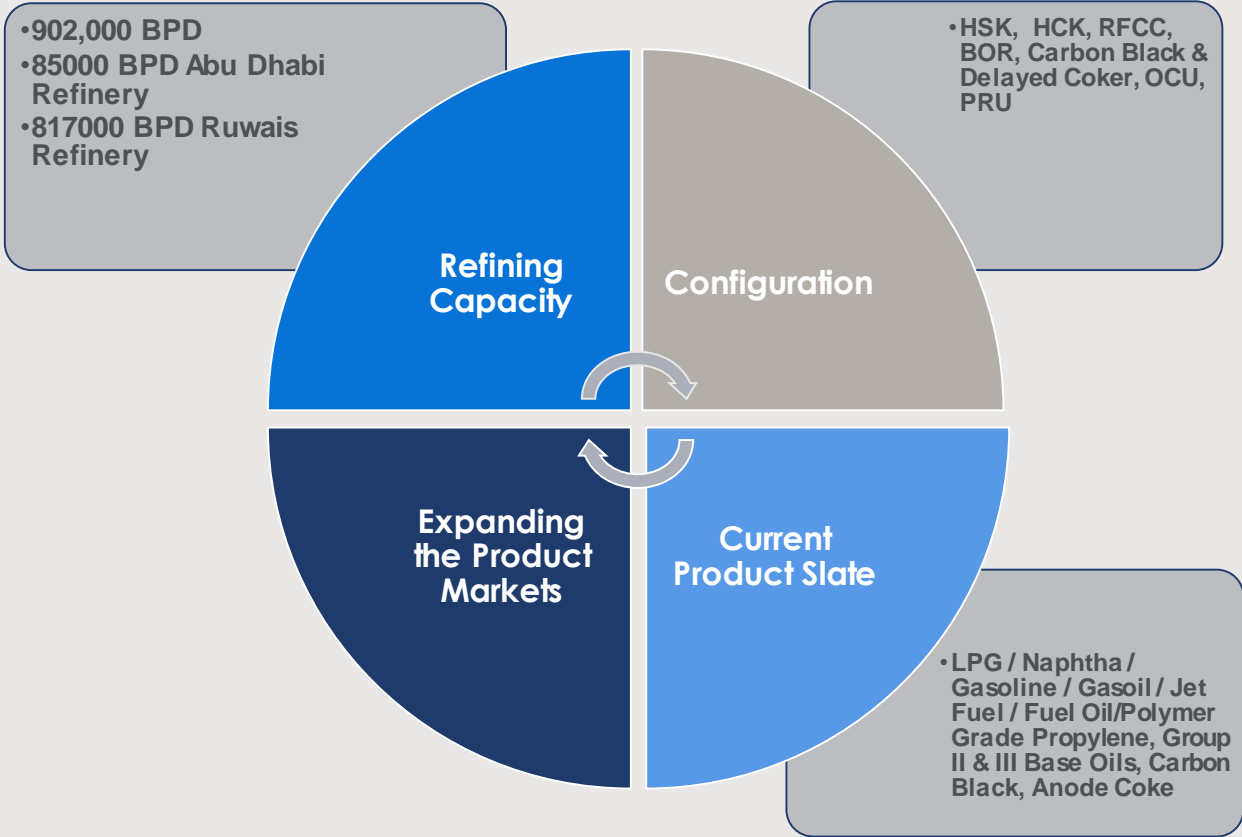 •902,000 BPD
•85000 BPD Abu Dhabi
Refinery
•817000 BPD Ruwais
Refinery
•HSK, HCK, RFCC,
BOR, Carbon Black &
Delayed Coker, OCU,
PRU
Refining
Capacity
Configuration
Expanding
the Product
Markets
Current
Product Slate
•LPG / Naphtha /
Gasoline / Gasoil / Jet
Fuel / Fuel Oil/Polymer
Grade Propylene, Group
II & III Base Oils, Carbon
Black, Anode Coke